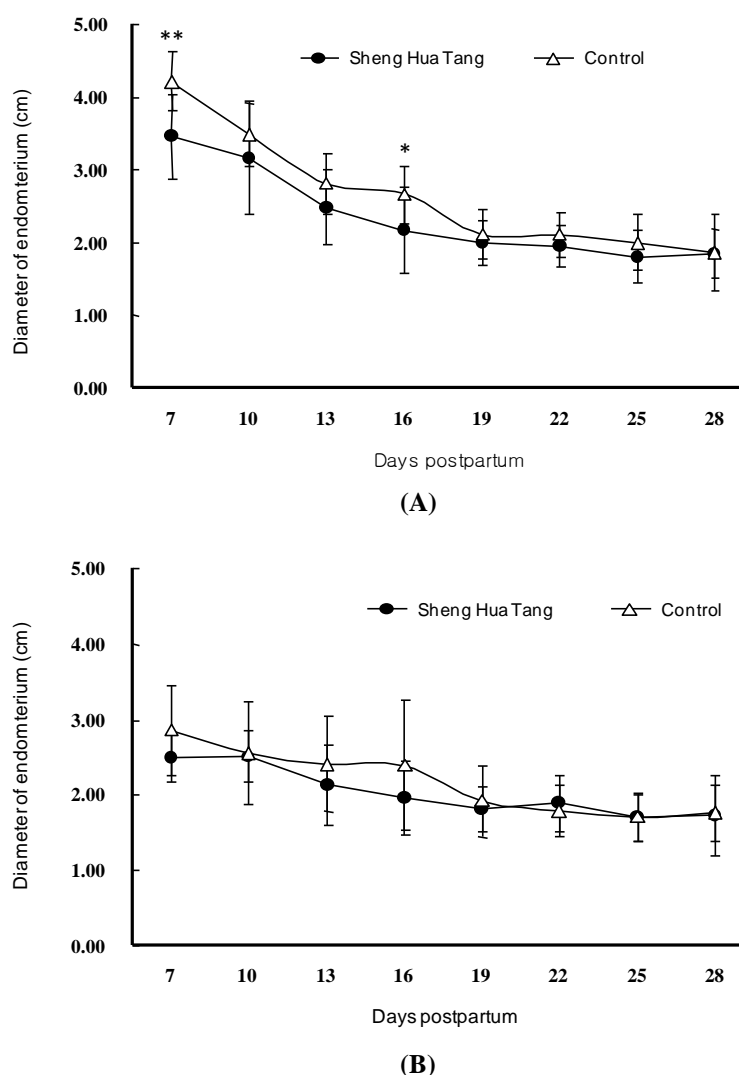 5.00
**
Sheng Hua Tang
Control
4.00
*
3.00
2.00
1.00
0.00
Diameter of endomterium (cm)
7 10 13 16 19 22 25 28
Days postpartum
(A)
5.00
Sheng Hua Tang
Control
4.00
3.00
2.00
1.00
0.00
Diameter of endomterium (cm)
7 10 13 16 19 22 25 28
Days postpartum
(B)